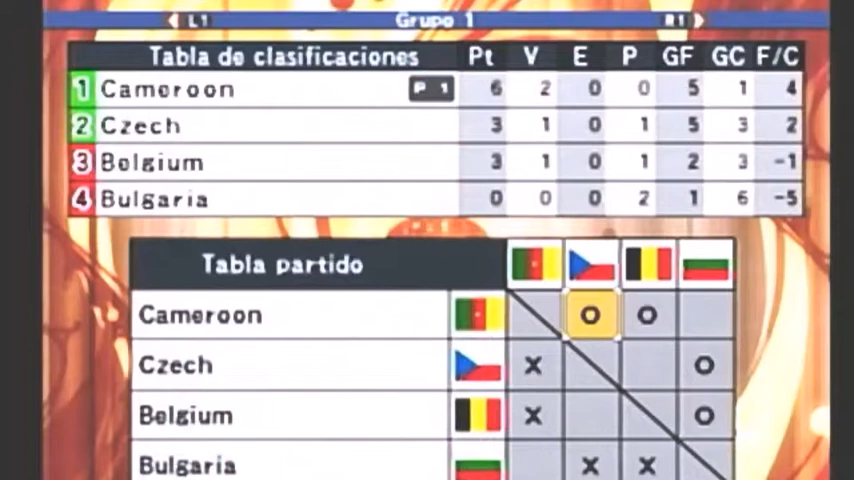 L1 Grupo 1 R1
Tabla de clasificaciones Pt V E P GF GC F/C
1 Cameroon P 1 6 2 0 0 5 1 4
2 Czech 3 1 0 1 5 3 2
3 Belgium 3 1 0 1 2 3 -1
4 Bulgaria 0 0 0 2 1 6 -5
Tabla partido
Cameroon O O
Czech X O
Belgium X O
Bulgaria X X